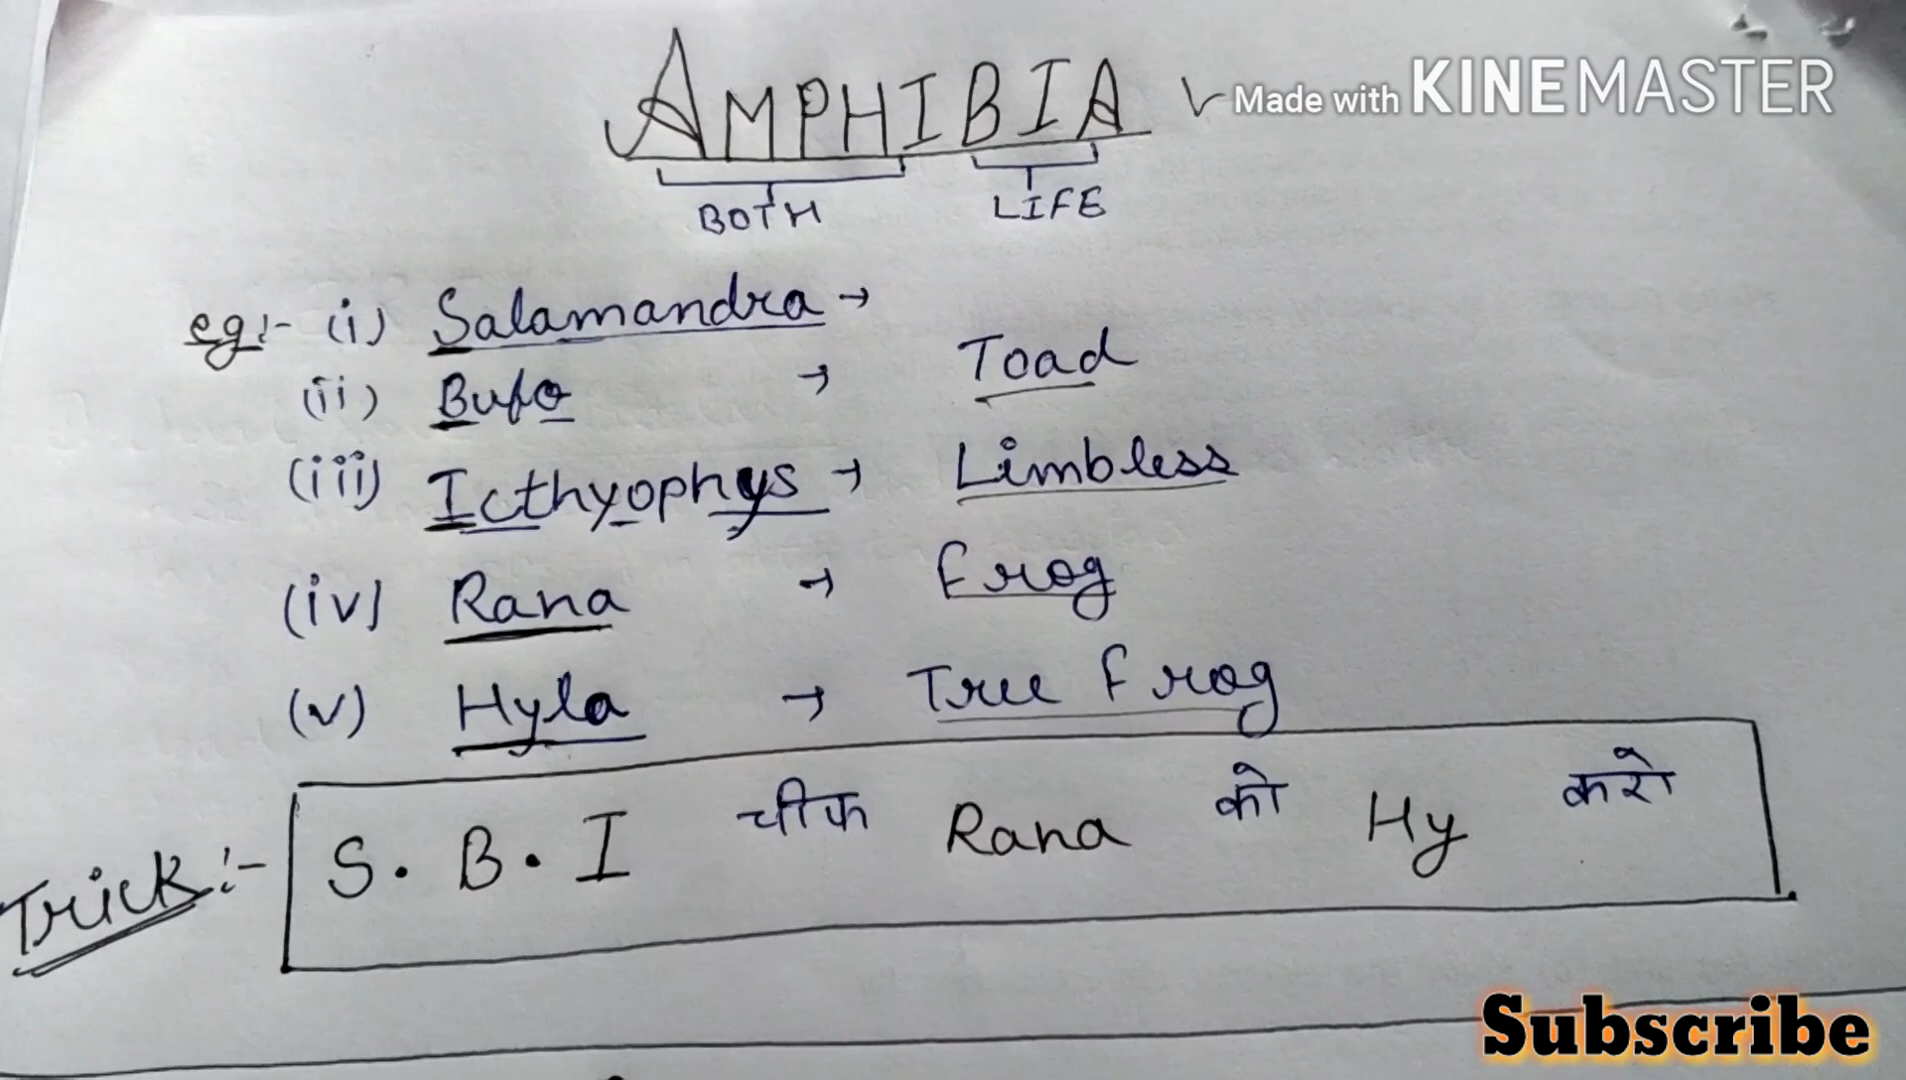 AMPHIBIA
Made with KINEMASTER
BOTH LIFE
eg:- (i) Salamandra →
(ii) Bufo → Toad
(iii) Icthyophys → Limbless
(iv) Rana → Frog
(v) Hyla → Tree Frog
Trick:- S. B. I चीफ Rana को Hy करो
Subscribe